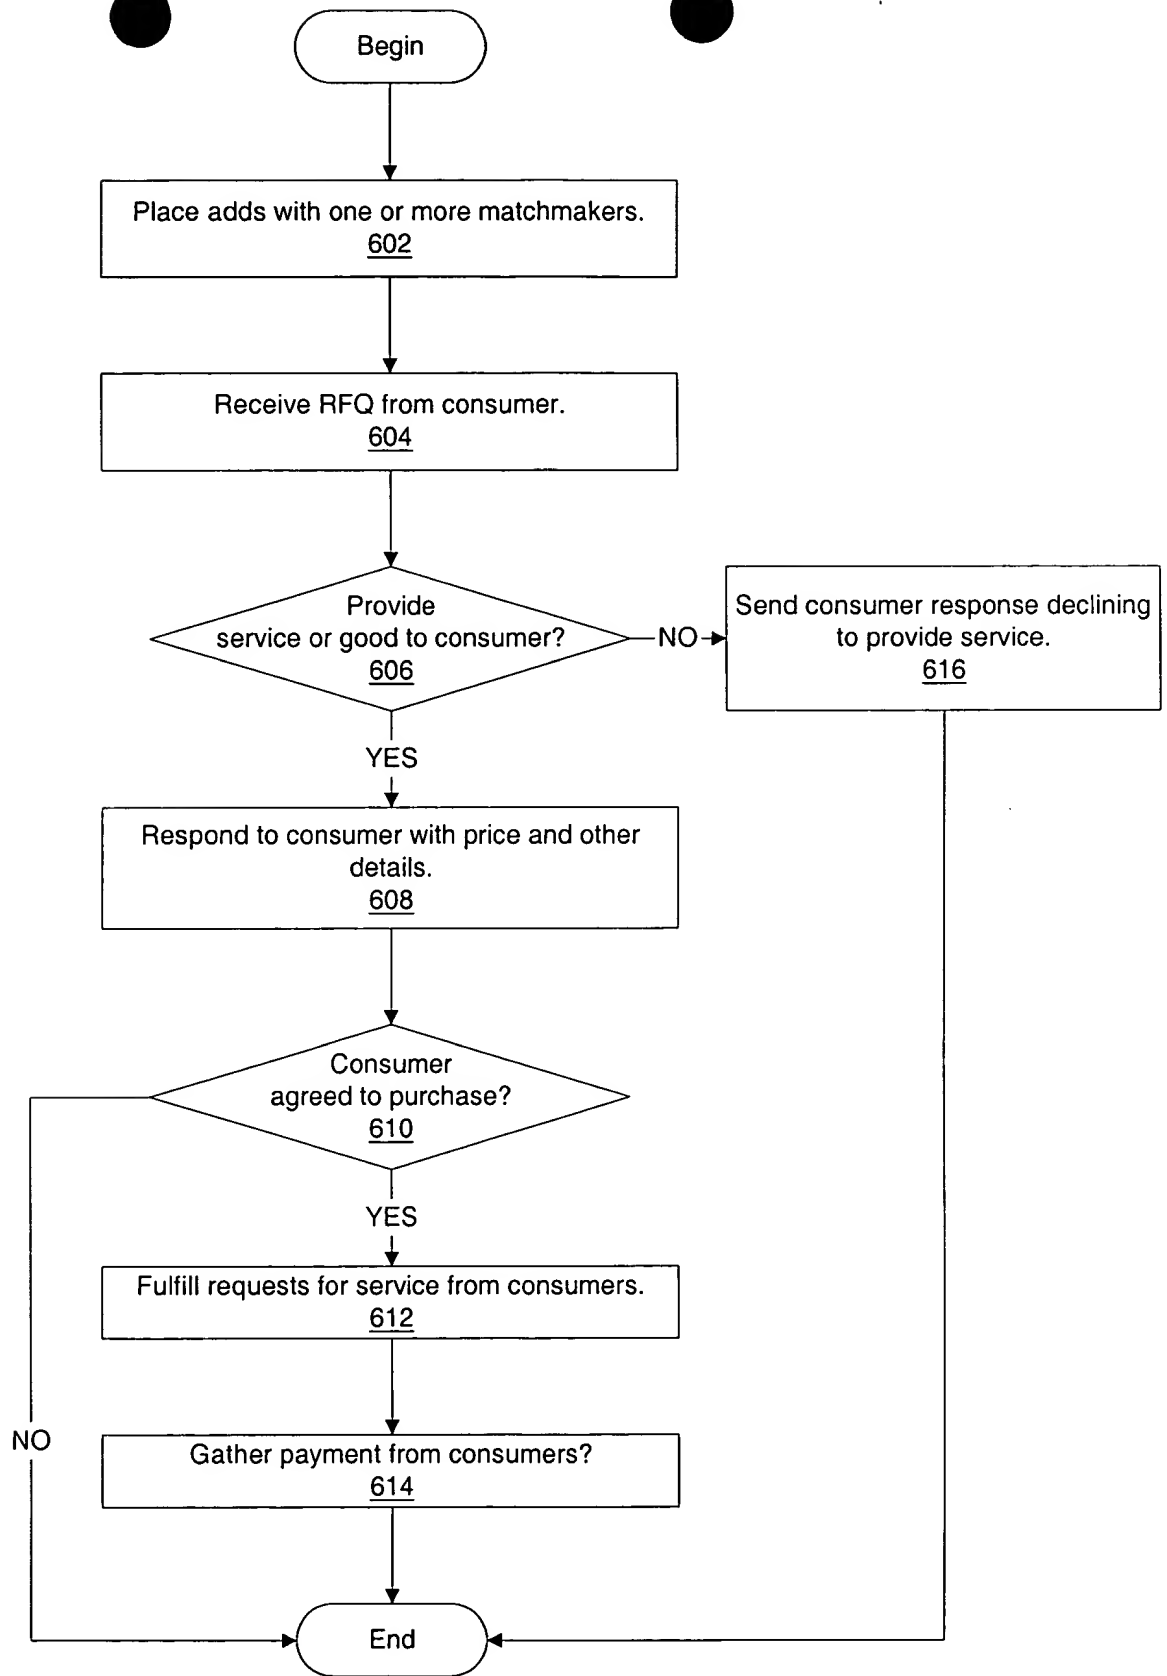 Begin
Place adds with one or more matchmakers.
602
Receive RFQ from consumer.
604
Provide
service or good to consumer?
606
NO
Send consumer response declining
to provide service.
616
YES
Respond to consumer with price and other
details.
608
Consumer
agreed to purchase?
610
YES
Fulfill requests for service from consumers.
612
NO
Gather payment from consumers?
614
End